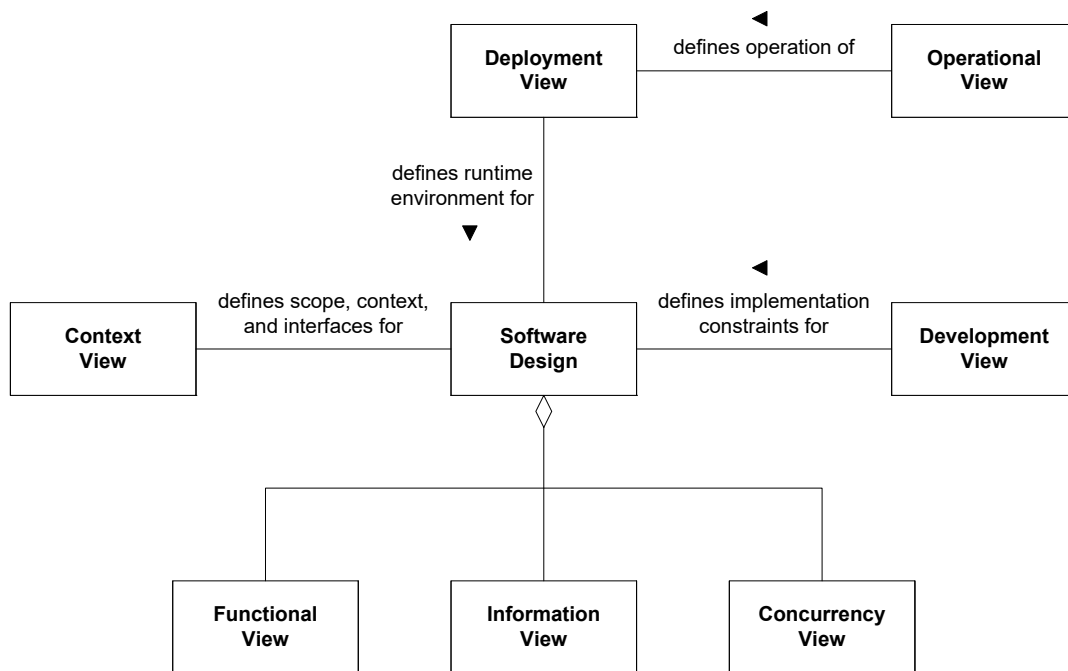 Deployment
View
defines operation of
Operational
View
defines runtime
environment for
Context
View
defines scope, context,
and interfaces for
Software
Design
defines implementation
constraints for
Development
View
Functional
View
Information
View
Concurrency
View